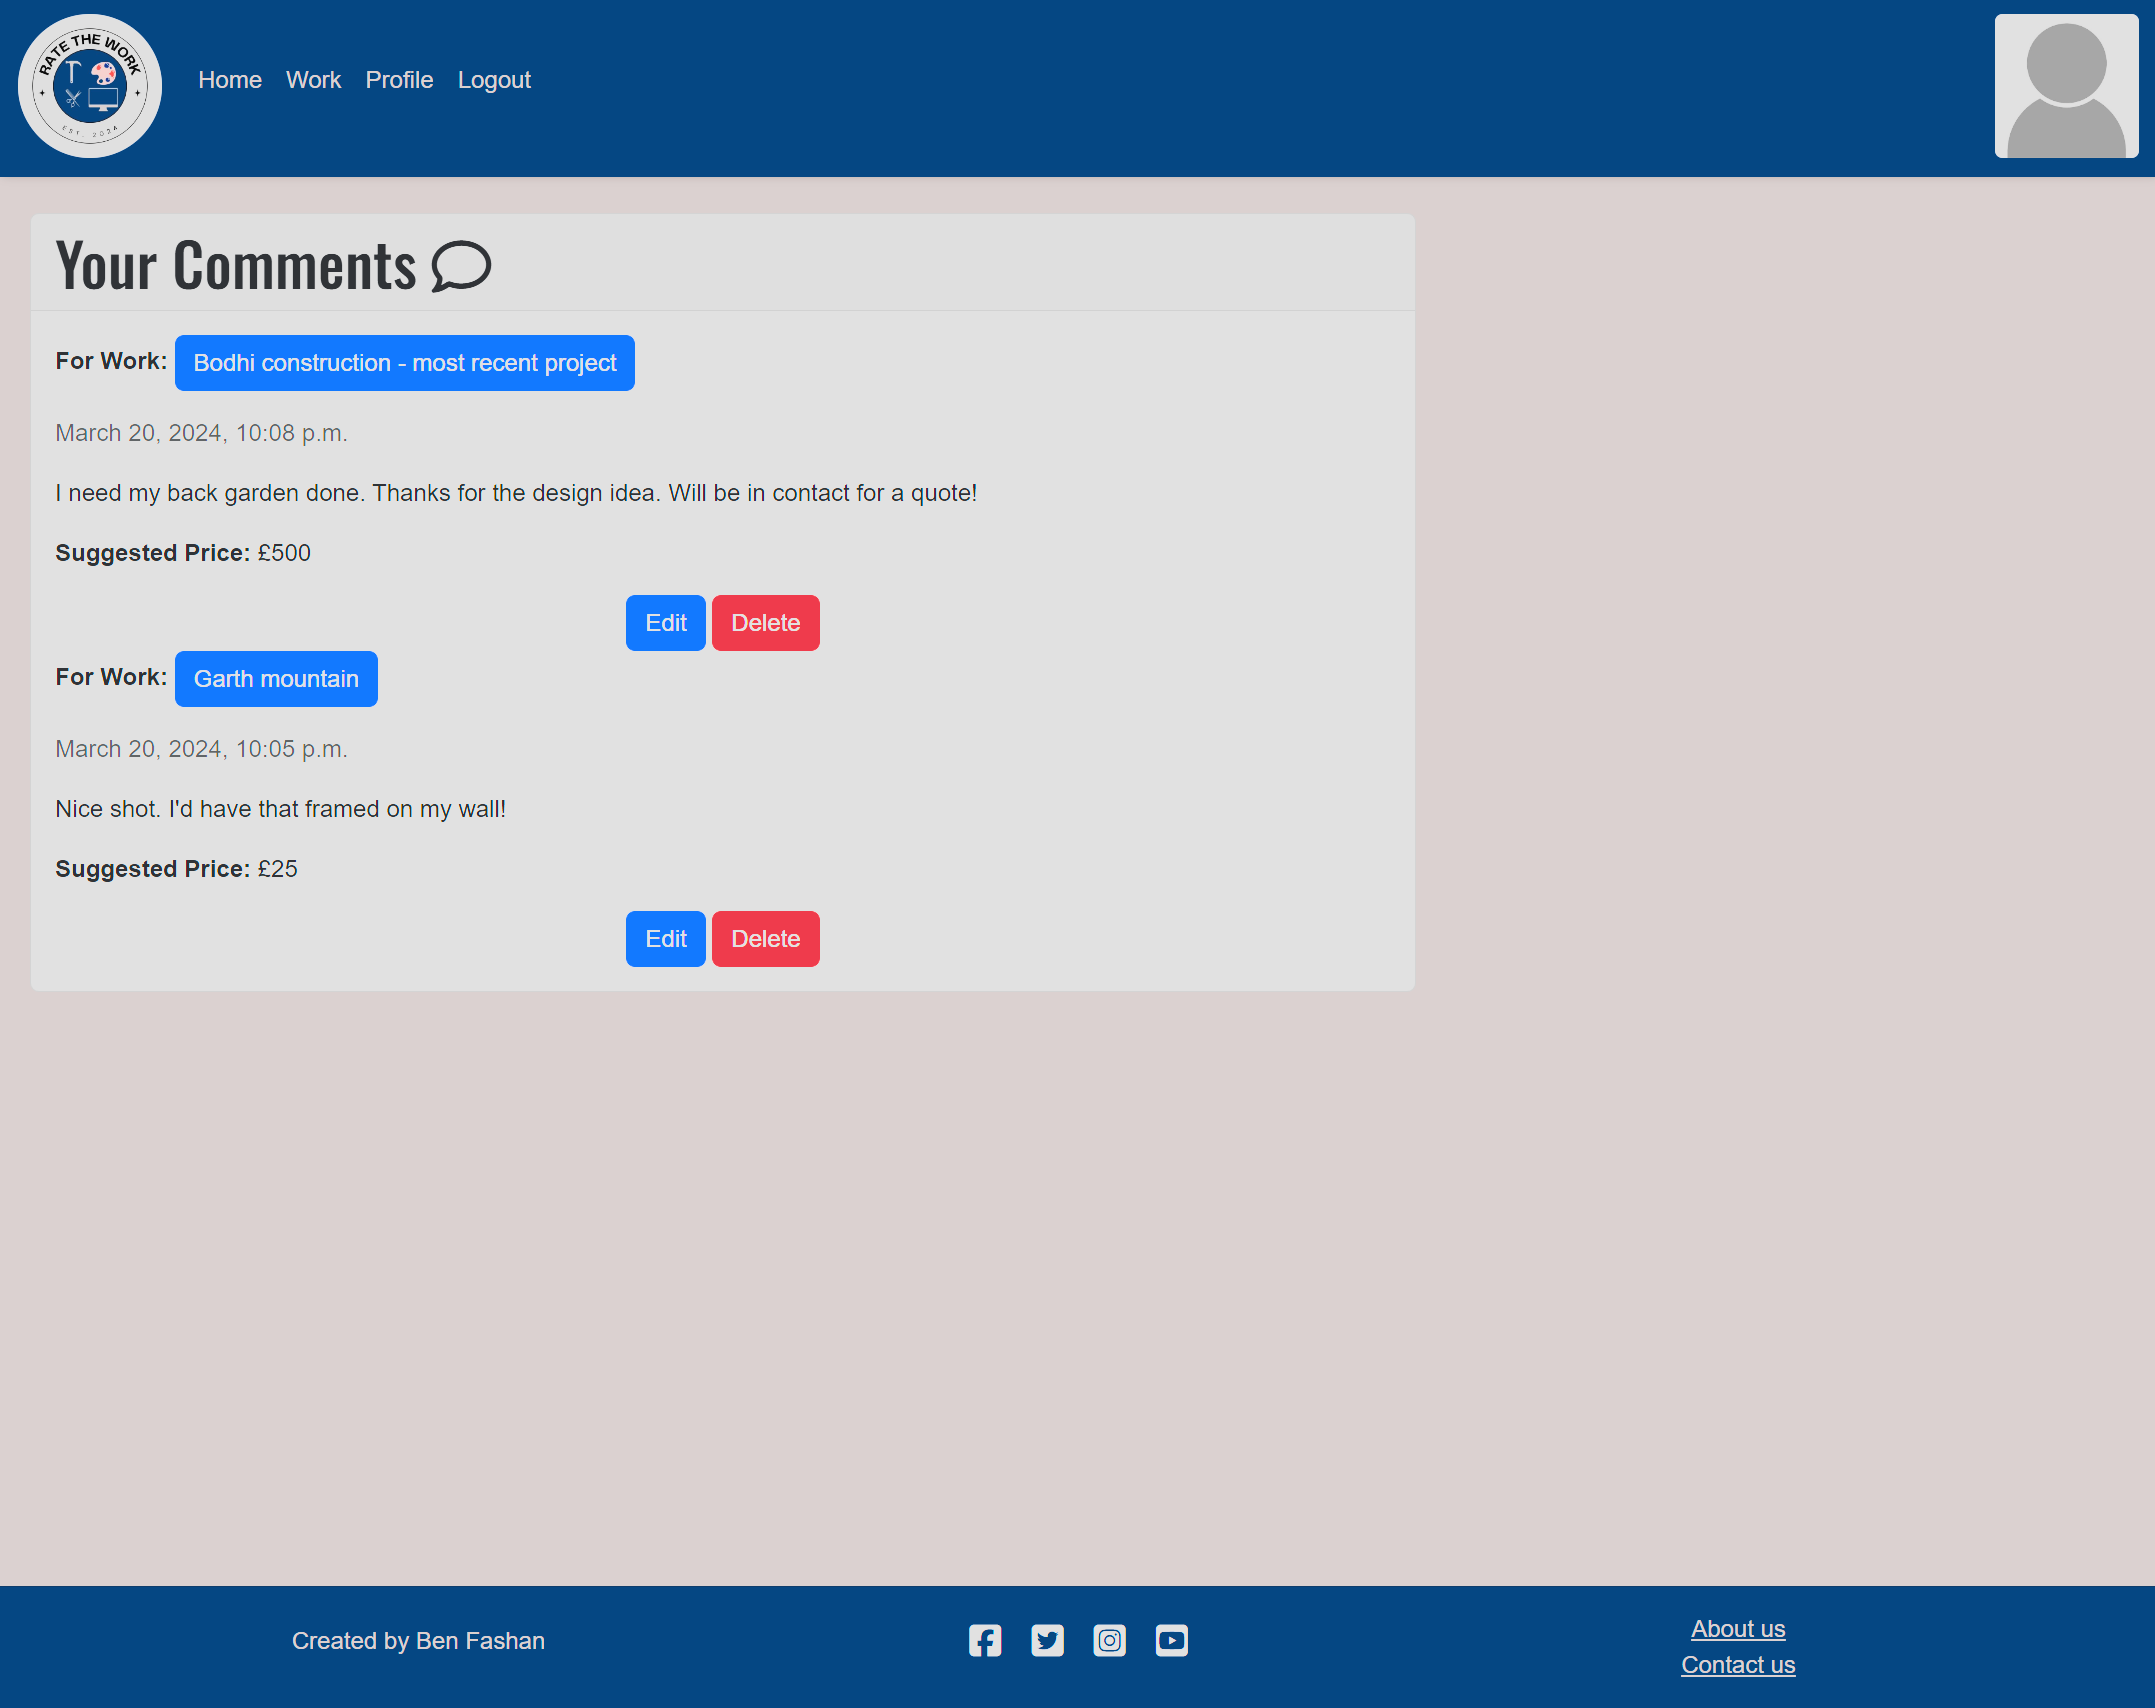 RATE THE WORK
EST. 2024
Home Work Profile Logout
Your Comments
For Work: Bodhi construction - most recent project
March 20, 2024, 10:08 p.m.
I need my back garden done. Thanks for the design idea. Will be in contact for a quote!
Suggested Price: £500
Edit Delete
For Work: Garth mountain
March 20, 2024, 10:05 p.m.
Nice shot. I'd have that framed on my wall!
Suggested Price: £25
Edit Delete
Created by Ben Fashan
About us
Contact us